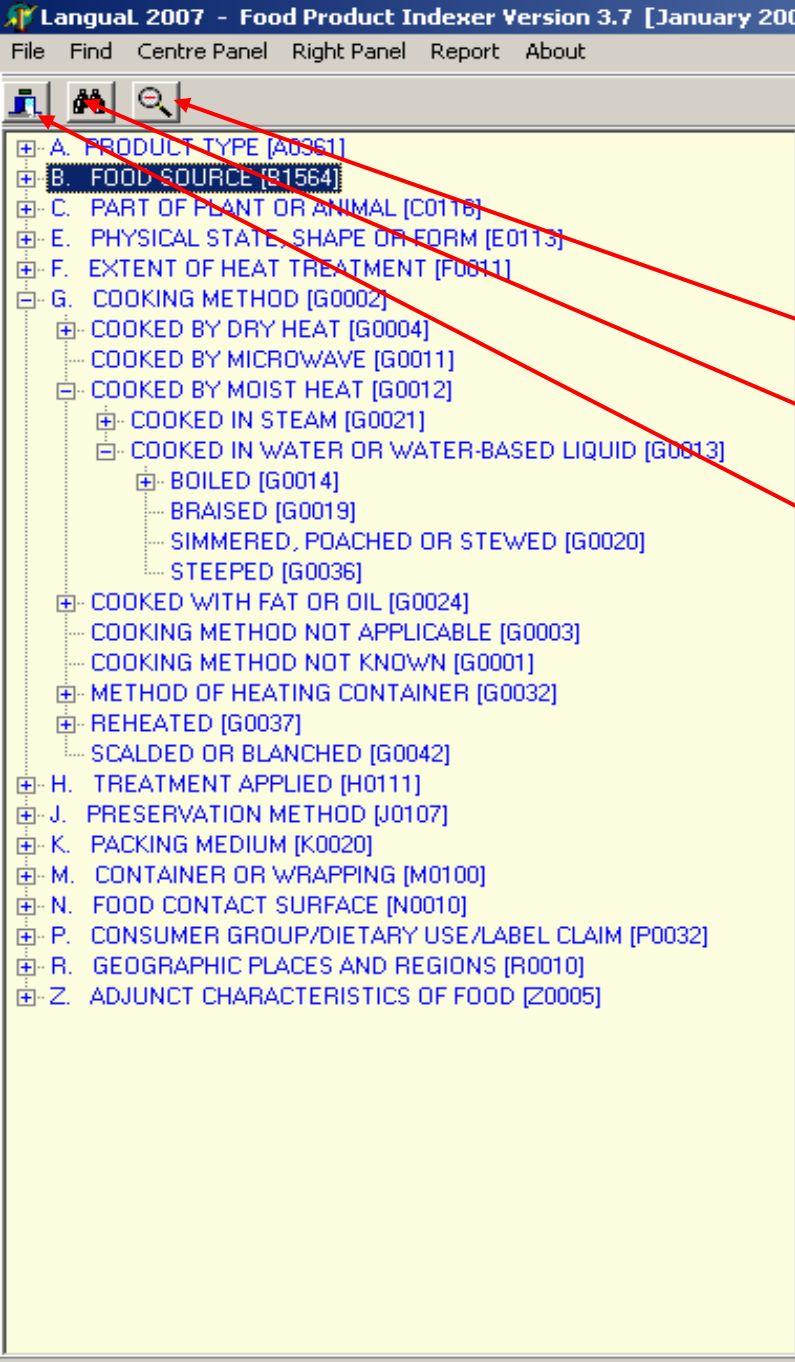 LanguaL 2007 - Food Product Indexer Version 3.7 [January 200
File Find Centre Panel Right Panel Report About
A. PRODUCT TYPE [A0361]
B. FOOD SOURCE [B1564]
C. PART OF PLANT OR ANIMAL [C0116]
E. PHYSICAL STATE, SHAPE OR FORM [E0113]
F. EXTENT OF HEAT TREATMENT [F0011]
G. COOKING METHOD [G0002]
COOKED BY DRY HEAT [G0004]
COOKED BY MICROWAVE [G0011]
COOKED BY MOIST HEAT [G0012]
COOKED IN STEAM [G0021]
COOKED IN WATER OR WATER-BASED LIQUID [G0013]
BOILED [G0014]
BRAISED [G0019]
SIMMERED, POACHED OR STEWED [G0020]
STEEPED [G0036]
COOKED WITH FAT OR OIL [G0024]
COOKING METHOD NOT APPLICABLE [G0003]
COOKING METHOD NOT KNOWN [G0001]
METHOD OF HEATING CONTAINER [G0032]
REHEATED [G0037]
SCALDED OR BLANCHED [G0042]
H. TREATMENT APPLIED [H0111]
J. PRESERVATION METHOD [J0107]
K. PACKING MEDIUM [K0020]
M. CONTAINER OR WRAPPING [M0100]
N. FOOD CONTACT SURFACE [N0010]
P. CONSUMER GROUP/DIETARY USE/LABEL CLAIM [P0032]
R. GEOGRAPHIC PLACES AND REGIONS [R0010]
Z. ADJUNCT CHARACTERISTICS OF FOOD [Z0005]